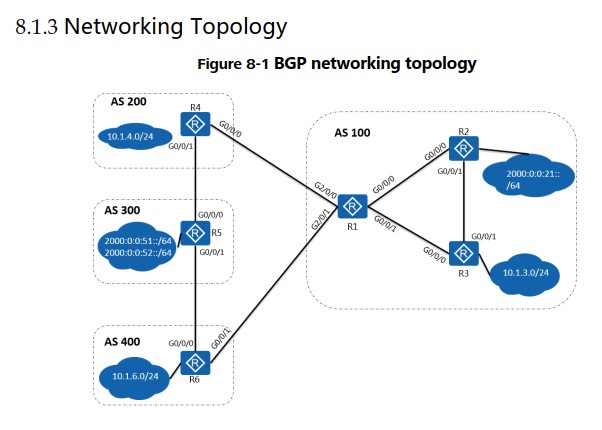 8.1.3 Networking Topology
Figure 8-1 BGP networking topology
AS 200
R4
10.1.4.0/24
R
G0/0/0
G0/0/1
AS 100
R2
R
G0/0/0
G0/0/1
2000:0:0:21::
/64
G2/0/0
G0/0/0
R
R1
G2/0/1
G0/0/1
AS 300
G0/0/0
R
R5
2000:0:0:51::/64
2000:0:0:52::/64
G0/0/1
G0/0/1
G0/0/0
R
R3
10.1.3.0/24
AS 400
G0/0/0
G0/0/1
R
10.1.6.0/24
R6